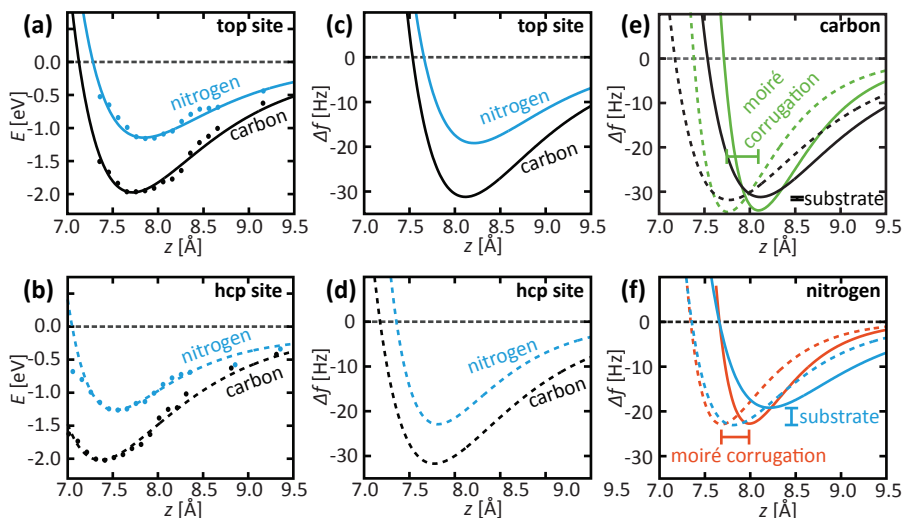 (a)
top site
0.0
-0.5
-1.0
-1.5
-2.0
E [eV]
nitrogen
carbon
7.0 7.5 8.0 8.5 9.0 9.5
z [Å]
(c)
top site
0
-10
-20
-30
Δf [Hz]
nitrogen
carbon
7.0 7.5 8.0 8.5 9.0 9.5
z [Å]
(e)
carbon
0
-10
-20
-30
Δf [Hz]
moiré
corrugation
substrate
7.0 7.5 8.0 8.5 9.0 9.5
z [Å]
(b)
hcp site
0.0
-0.5
-1.0
-1.5
-2.0
E [eV]
nitrogen
carbon
7.0 7.5 8.0 8.5 9.0 9.5
z [Å]
(d)
hcp site
0
-10
-20
-30
Δf [Hz]
nitrogen
carbon
7.0 7.5 8.0 8.5 9.0 9.5
z [Å]
(f)
nitrogen
0
-10
-20
-30
Δf [Hz]
substrate
moiré corrugation
9.5
7.0 7.5 8.0 8.5 9.0 9.5
z [Å]